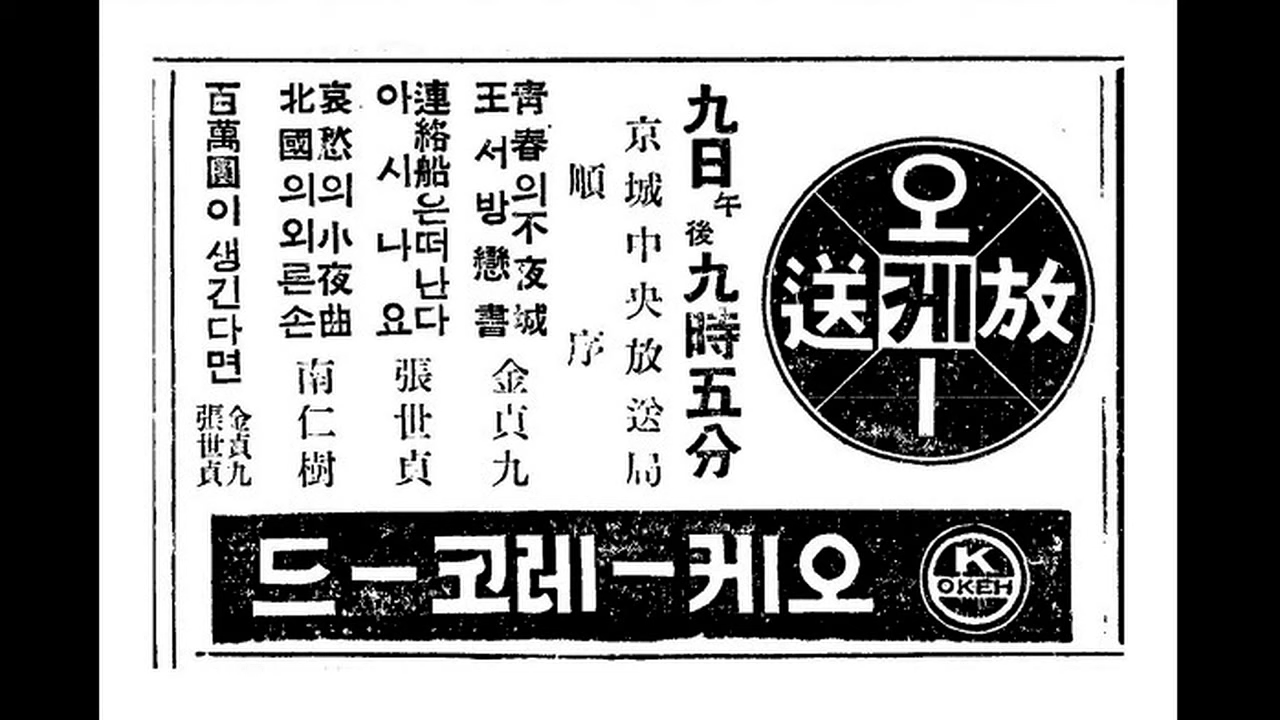 오케ー
放送
九日午後九時五分
京城中央放送局
順序
靑春의不夜城
王서방戀書
金貞九
連絡船은떠난다
아시나요
張世貞
哀愁의小夜曲
北國의외른손
南仁樹
百萬圓이생긴다면
金貞九
張世貞
K
OKEH
오케ー레코ー드